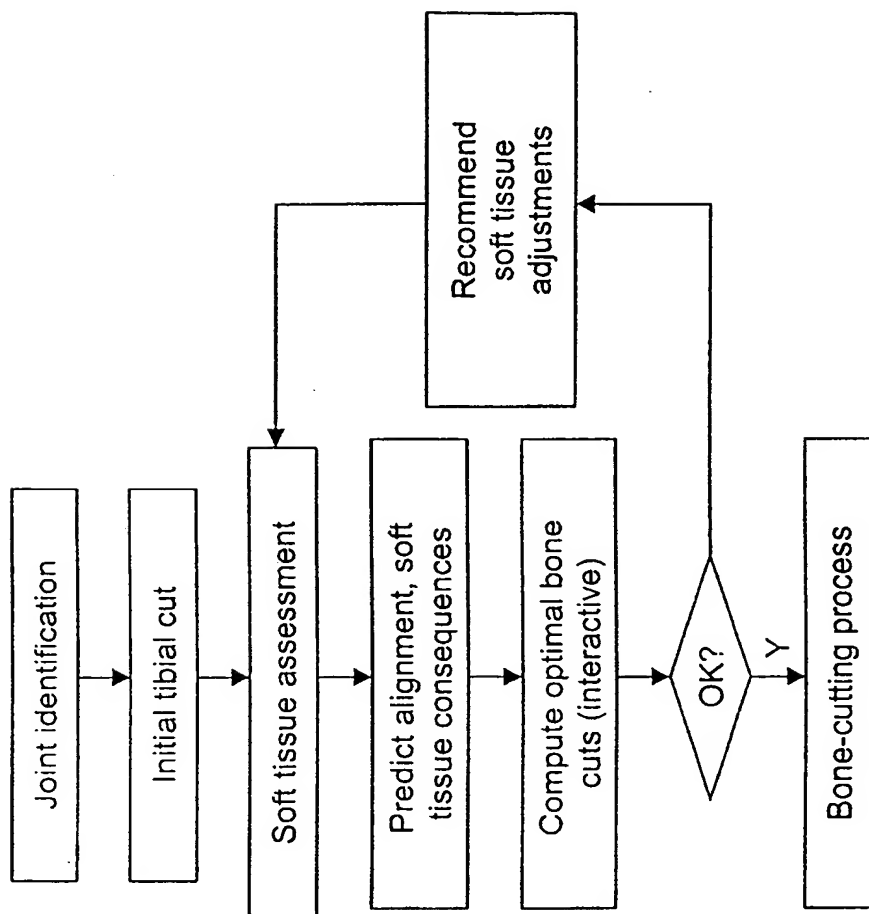 Joint identification
Initial tibial cut
Soft tissue assessment
Predict alignment, soft
tissue consequences
Compute optimal bone
cuts (interactive)
OK?
Y
Bone-cutting process
Recommend
soft tissue
adjustments